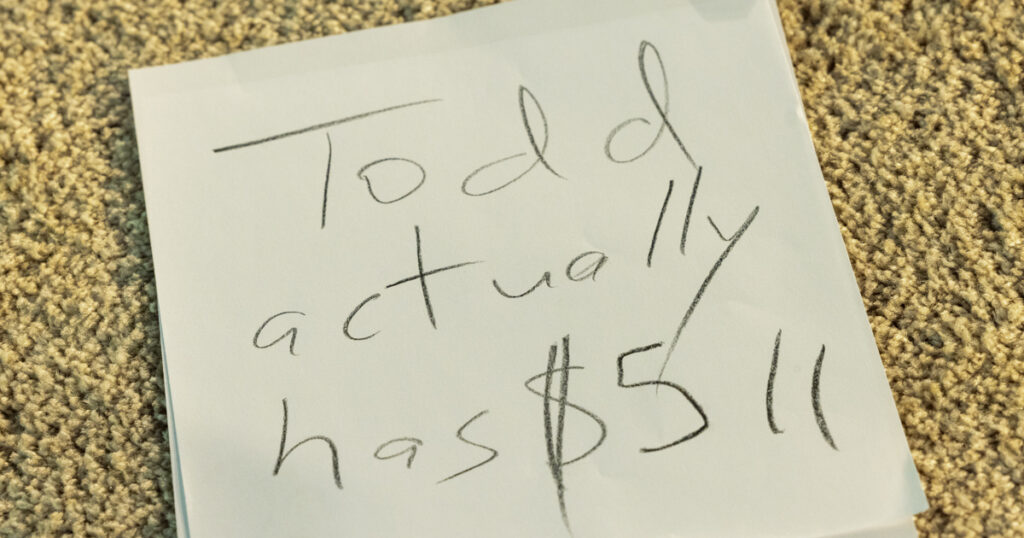 Todd
actually
has $511